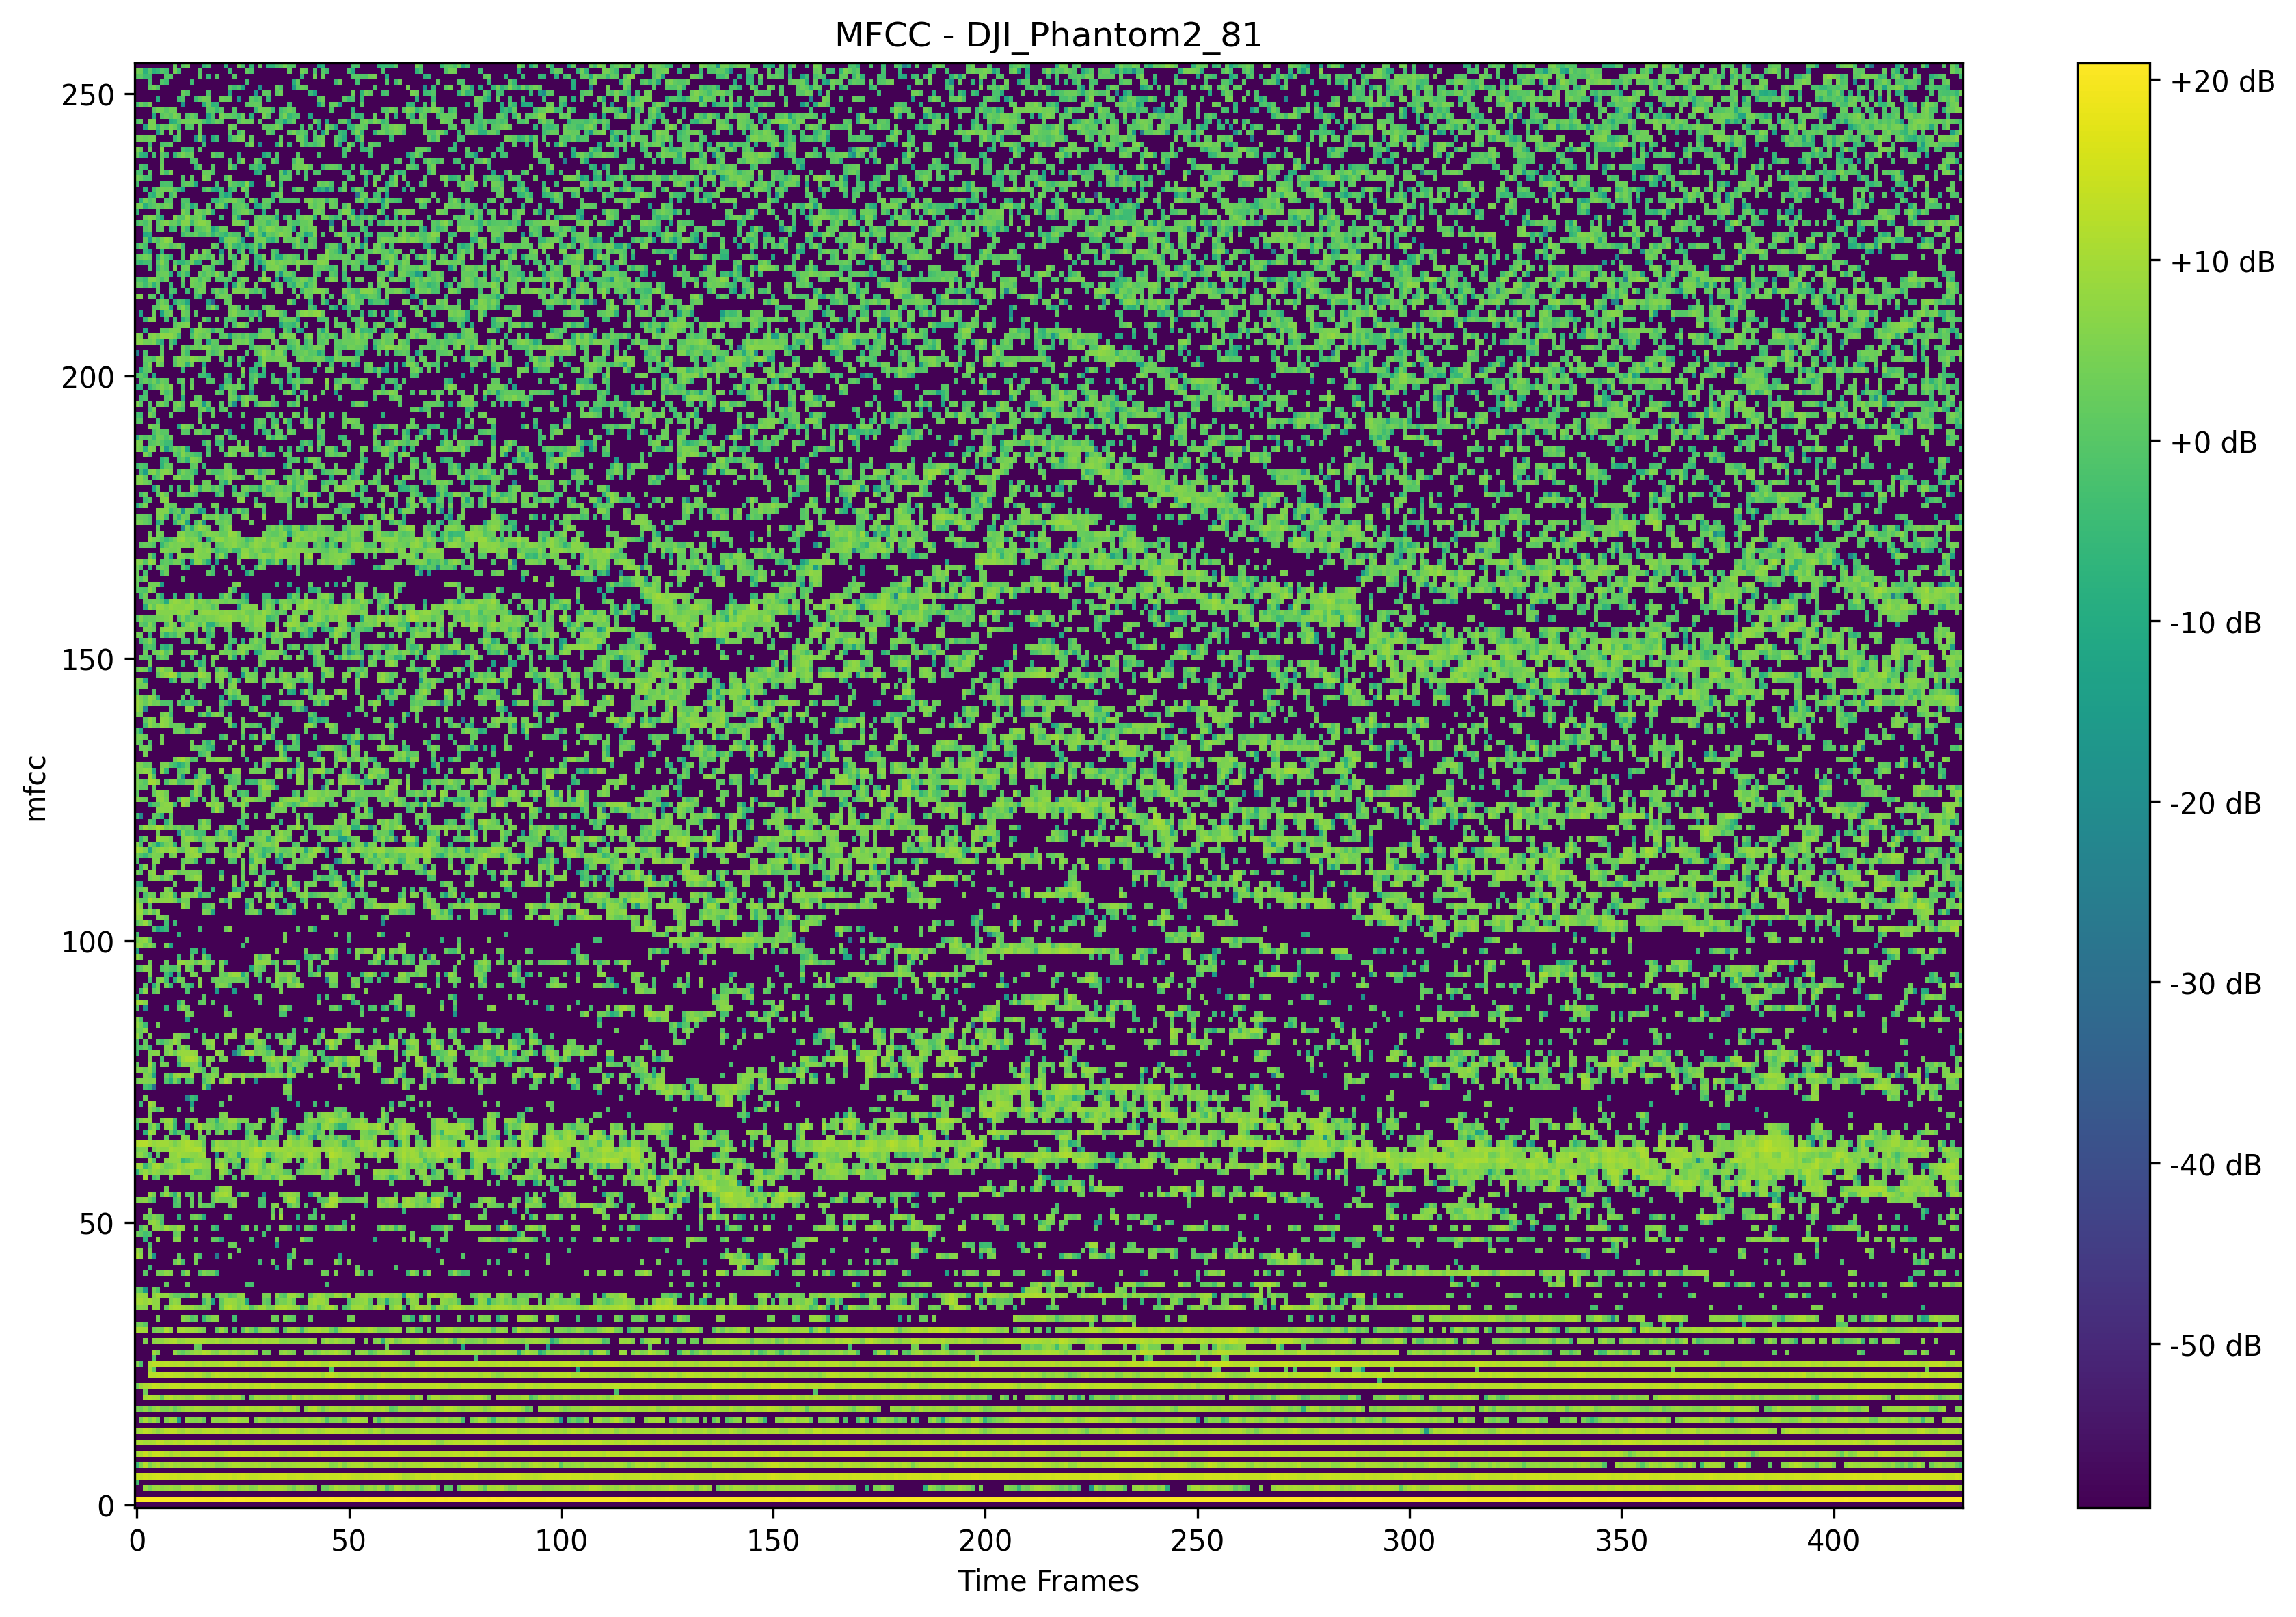 MFCC - DJI_Phantom2_81
250
200
150
100
50
0
mfcc
0 50 100 150 200 250 300 350 400
Time Frames
+20 dB
+10 dB
+0 dB
-10 dB
-20 dB
-30 dB
-40 dB
-50 dB